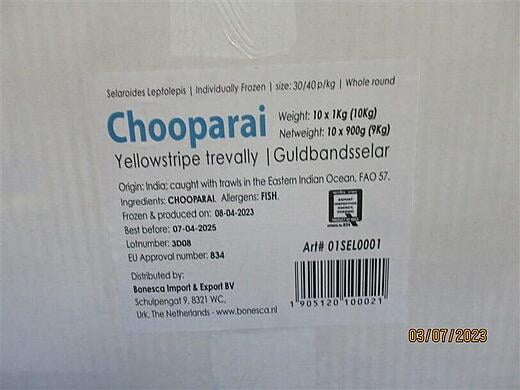 Selaroides Leptolepis | Individually Frozen | size: 30/40 p/kg | Whole round
Chooparai
Weight: 10 x 1Kg (10Kg)
Netweight: 10 x 900g (9Kg)
Yellowstripe trevally | Guldbandsselar
Origin: India; caught with trawls in the Eastern Indian Ocean, FAO 57.
Ingredients: CHOOPARAI. Allergens: FISH.
Frozen & produced on: 08-04-2023
Best before: 07-04-2025
Lotnumber: 3D08
EU Approval number: 834
EXPORT
INSPECTION
AGENCY
Art# 01SEL0001
Distributed by:
Bonesca Import & Export BV
Schulpengat 9, 8321 WC,
Urk, The Netherlands - www.bonesca.nl
1 905120 100021
03/07/2023